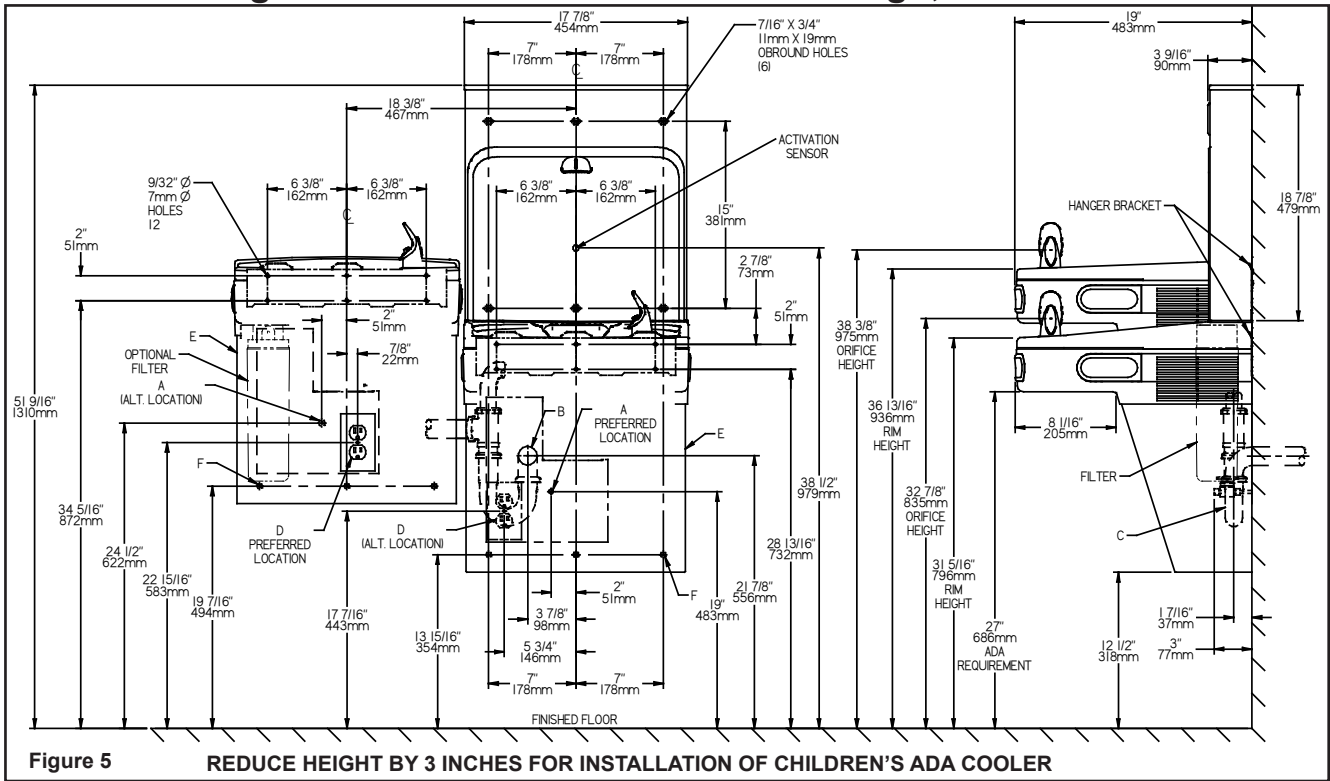 17 7/8"
454mm
7"
178mm
7"
178mm
7/16" X 3/4"
11mm X 19mm
OBROUND HOLES
(6)
19"
483mm
3 9/16"
90mm
18 3/8"
467mm
ACTIVATION
SENSOR
9/32" Ø
7mm Ø
HOLES
12
6 3/8"
162mm
6 3/8"
162mm
6 3/8"
162mm
6 3/8"
162mm
15"
381mm
HANGER BRACKET
18 7/8"
479mm
2"
51mm
2 7/8"
73mm
2"
51mm
2"
51mm
E
7/8"
22mm
OPTIONAL
FILTER
A
(ALT. LOCATION)
38 3/8"
975mm
ORIFICE
HEIGHT
51 9/16"
1310mm
B
A
PREFERRED
LOCATION
E
36 13/16"
936mm
RIM
HEIGHT
8 1/16"
205mm
F
38 1/2"
979mm
FILTER
34 5/16"
872mm
D
PREFERRED
LOCATION
D
(ALT. LOCATION)
32 7/8"
835mm
ORIFICE
HEIGHT
28 13/16"
732mm
24 1/2"
622mm
C
22 15/16"
583mm
21 7/8"
556mm
31 5/16"
796mm
RIM
HEIGHT
F
2"
51mm
19 7/16"
494mm
17 7/16"
443mm
3 7/8"
98mm
19"
483mm
1 7/16"
37mm
13 15/16"
354mm
5 3/4"
146mm
27"
686mm
ADA
REQUIREMENT
12 1/2"
318mm
3"
77mm
7"
178mm
7"
178mm
FINISHED FLOOR
Figure 5 REDUCE HEIGHT BY 3 INCHES FOR INSTALLATION OF CHILDREN'S ADA COOLER